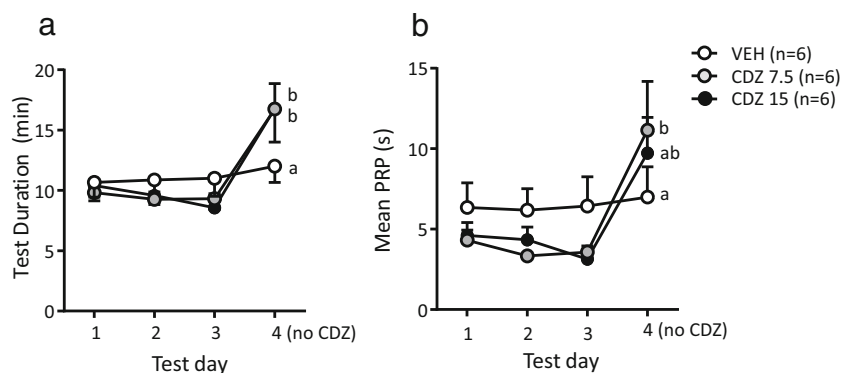 a
Test Duration (min)
20
15
10
5
0
b
b
a
1 2 3 4 (no CDZ)
Test day
b
Mean PRP (s)
15
10
5
0
b
ab
a
1 2 3 4 (no CDZ)
Test day
VEH (n=6)
CDZ 7.5 (n=6)
CDZ 15 (n=6)